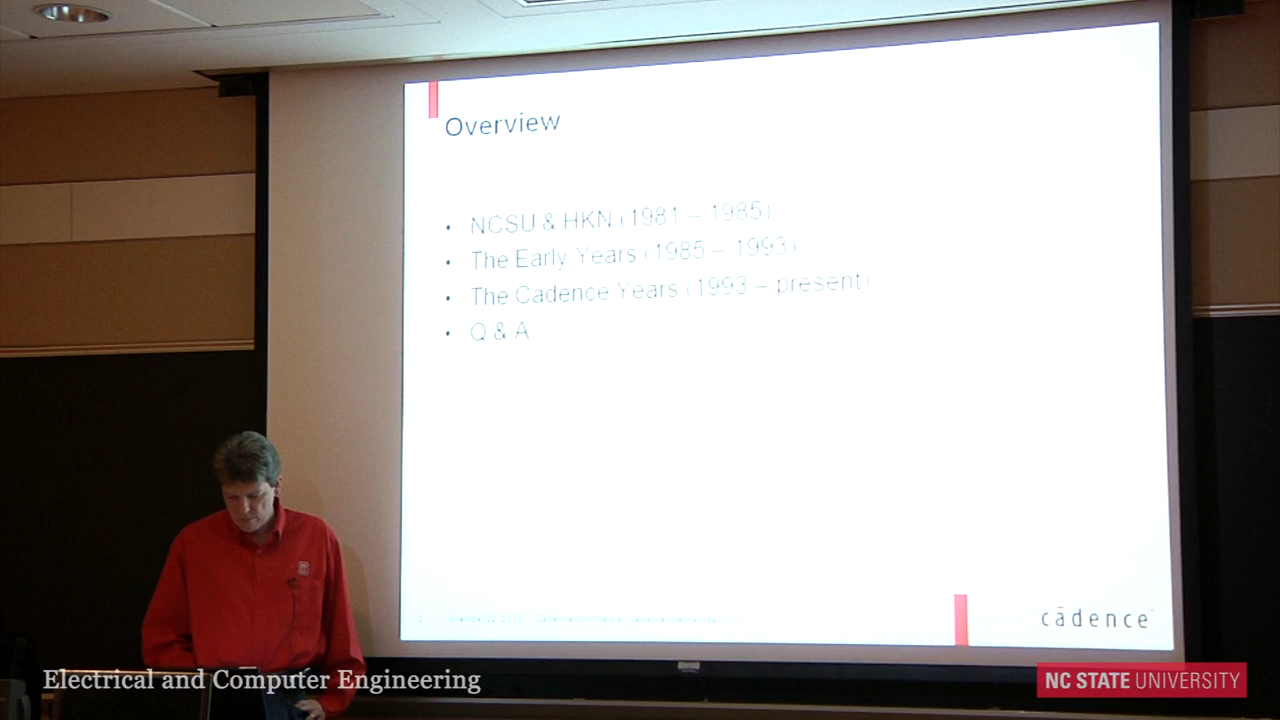 Overview
• NCSU & HKN (1981 – 1985)
• The Early Years (1985 – 1993)
• The Cadence Years (1993 – present)
• Q & A
cādence
Electrical and Computer Engineering
NC STATE UNIVERSITY